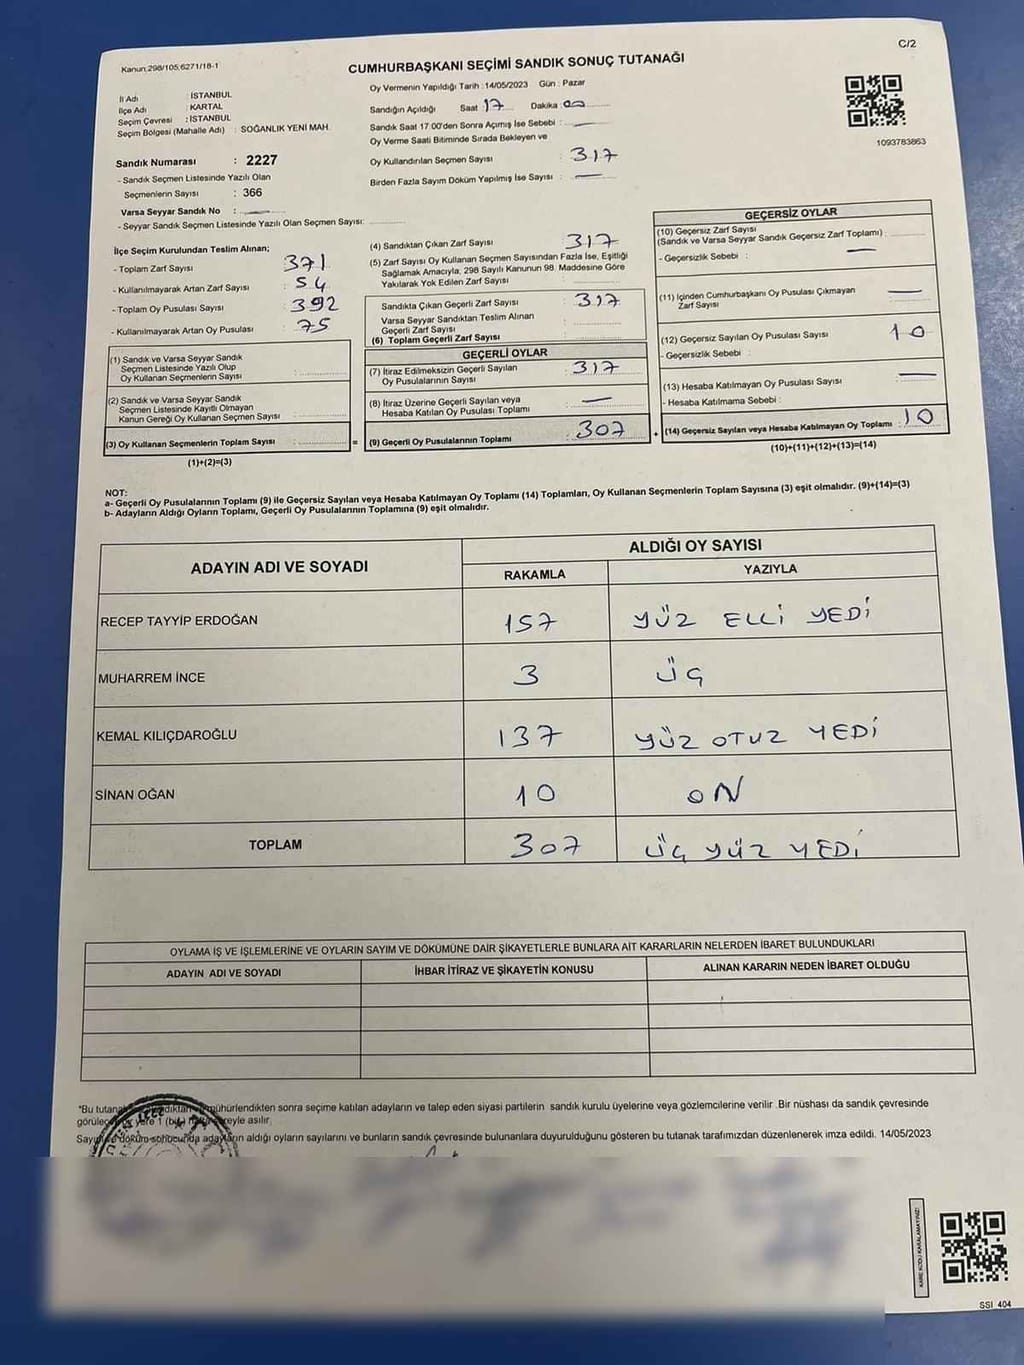 C/2
Kanun:298/105,6271/18-1
CUMHURBAŞKANI SEÇİMİ SANDIK SONUÇ TUTANAĞI
İl Adı : İSTANBUL
İlçe Adı : KARTAL
Seçim Çevresi : İSTANBUL
Seçim Bölgesi (Mahalle Adı) : SOĞANLIK YENİ MAH.
Sandık Numarası : 2227
- Sandık Seçmen Listesinde Yazılı Olan
Seçmenlerin Sayısı : 366
Varsa Seyyar Sandık No :
- Seyyar Sandık Seçmen Listesinde Yazılı Olan Seçmen Sayısı:
Oy Vermenin Yapıldığı Tarih : 14/05/2023 Gün : Pazar
Sandığın Açıldığı Saat : 17 Dakika : 00
Sandık Saat 17:00'den Sonra Açımış İse Sebebi :
Oy Verme Saati Bitiminde Sırada Bekleyen ve
Oy Kullandırılan Seçmen Sayısı : 317
Birden Fazla Sayım Döküm Yapılmış İse Sayısı :
1093783863
İlçe Seçim Kurulundan Teslim Alınan;
- Toplam Zarf Sayısı : 371
- Kullanılmayarak Artan Zarf Sayısı : 54
- Toplam Oy Pusulası Sayısı : 392
- Kullanılmayarak Artan Oy Pusulası : 75
(1) Sandık ve Varsa Seyyar Sandık
Seçmen Listesinde Yazılı Olup
Oy Kullanan Seçmenlerin Sayısı :
(2) Sandık ve Varsa Seyyar Sandık
Seçmen Listesinde Kayıtlı Olmayan
Kanun Gereği Oy Kullanan Seçmen Sayısı :
(3) Oy Kullanan Seçmenlerin Toplam Sayısı : =
(1)+(2)=(3)
(4) Sandıktan Çıkan Zarf Sayısı : 317
(5) Zarf Sayısı Oy Kullanan Seçmen Sayısından Fazla İse, Eşitliği
Sağlamak Amacıyla, 298 Sayılı Kanunun 98. Maddesine Göre
Yakılarak Yok Edilen Zarf Sayısı :
Sandıkta Çıkan Geçerli Zarf Sayısı : 317
Varsa Seyyar Sandıktan Teslim Alınan
Geçerli Zarf Sayısı :
(6) Toplam Geçerli Zarf Sayısı :
GEÇERLİ OYLAR
(7) İtiraz Edilmeksizin Geçerli Sayılan
Oy Pusulalarının Sayısı : 317
(8) İtiraz Üzerine Geçerli Sayılan veya
Hesaba Katılan Oy Pusulası Toplamı :
(9) Geçerli Oy Pusulalarının Toplamı : 307 +
GEÇERSİZ OYLAR
(10) Geçersiz Zarf Sayısı
(Sandık ve Varsa Seyyar Sandık Geçersiz Zarf Toplamı) :
- Geçersizlik Sebebi :
(11) İçinden Cumhurbaşkanı Oy Pusulası Çıkmayan
Zarf Sayısı :
(12) Geçersiz Sayılan Oy Pusulası Sayısı : 10
- Geçersizlik Sebebi :
(13) Hesaba Katılmayan Oy Pusulası Sayısı :
- Hesaba Katılmama Sebebi :
(14) Geçersiz Sayılan veya Hesaba Katılmayan Oy Toplamı : 10
(10)+(11)+(12)+(13)=(14)
NOT:
a- Geçerli Oy Pusulalarının Toplamı (9) ile Geçersiz Sayılan veya Hesaba Katılmayan Oy Toplamı (14) Toplamları, Oy Kullanan Seçmenlerin Toplam Sayısına (3) eşit olmalıdır. (9)+(14)=(3)
b- Adayların Aldığı Oyların Toplamı, Geçerli Oy Pusulalarının Toplamına (9) eşit olmalıdır.
ADAYIN ADI VE SOYADI
ALDIĞI OY SAYISI
RAKAMLA YAZIYLA
RECEP TAYYİP ERDOĞAN 157 YÜZ ELLİ YEDİ
MUHARREM İNCE 3 ÜÇ
KEMAL KILIÇDAROĞLU 137 YÜZ OTUZ YEDİ
SİNAN OĞAN 10 ON
TOPLAM 307 ÜÇ YÜZ YEDİ
OYLAMA İŞ VE İŞLEMLERİNE VE OYLARIN SAYIM VE DÖKÜMÜNE DAİR ŞİKAYETLERLE BUNLARA AİT KARARLARIN NELERDEN İBARET BULUNDUKLARI
ADAYIN ADI VE SOYADI İHBAR İTİRAZ VE ŞİKAYETİN KONUSU ALINAN KARARIN NEDEN İBARET OLDUĞU
*Bu mühürlendikten sonra seçime katılan adayların ve talep eden siyasi partilerin sandık kurulu üyelerine veya gözlemcilerine verilir .Bir nüshası da sandık çevresinde
1 süreyle asılır.
Sayım ve döküm sonucunda adayların aldığı oyların sayılarını ve bunların sandık çevresinde bulunanlara duyurulduğunu gösteren bu tutanak tarafımızdan düzenlenerek imza edildi. 14/05/2023
KARE KODU KARALAMAYINIZ!
SSI 404